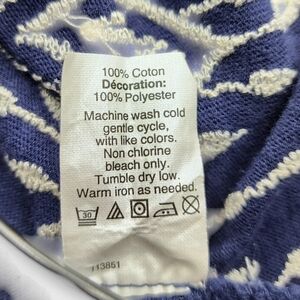 100% Coton
Décoration:
100% Polyester
Machine wash cold
gentle cycle,
with like colors.
Non chlorine
bleach only.
Tumble dry low.
Warm iron as needed.
30
113851